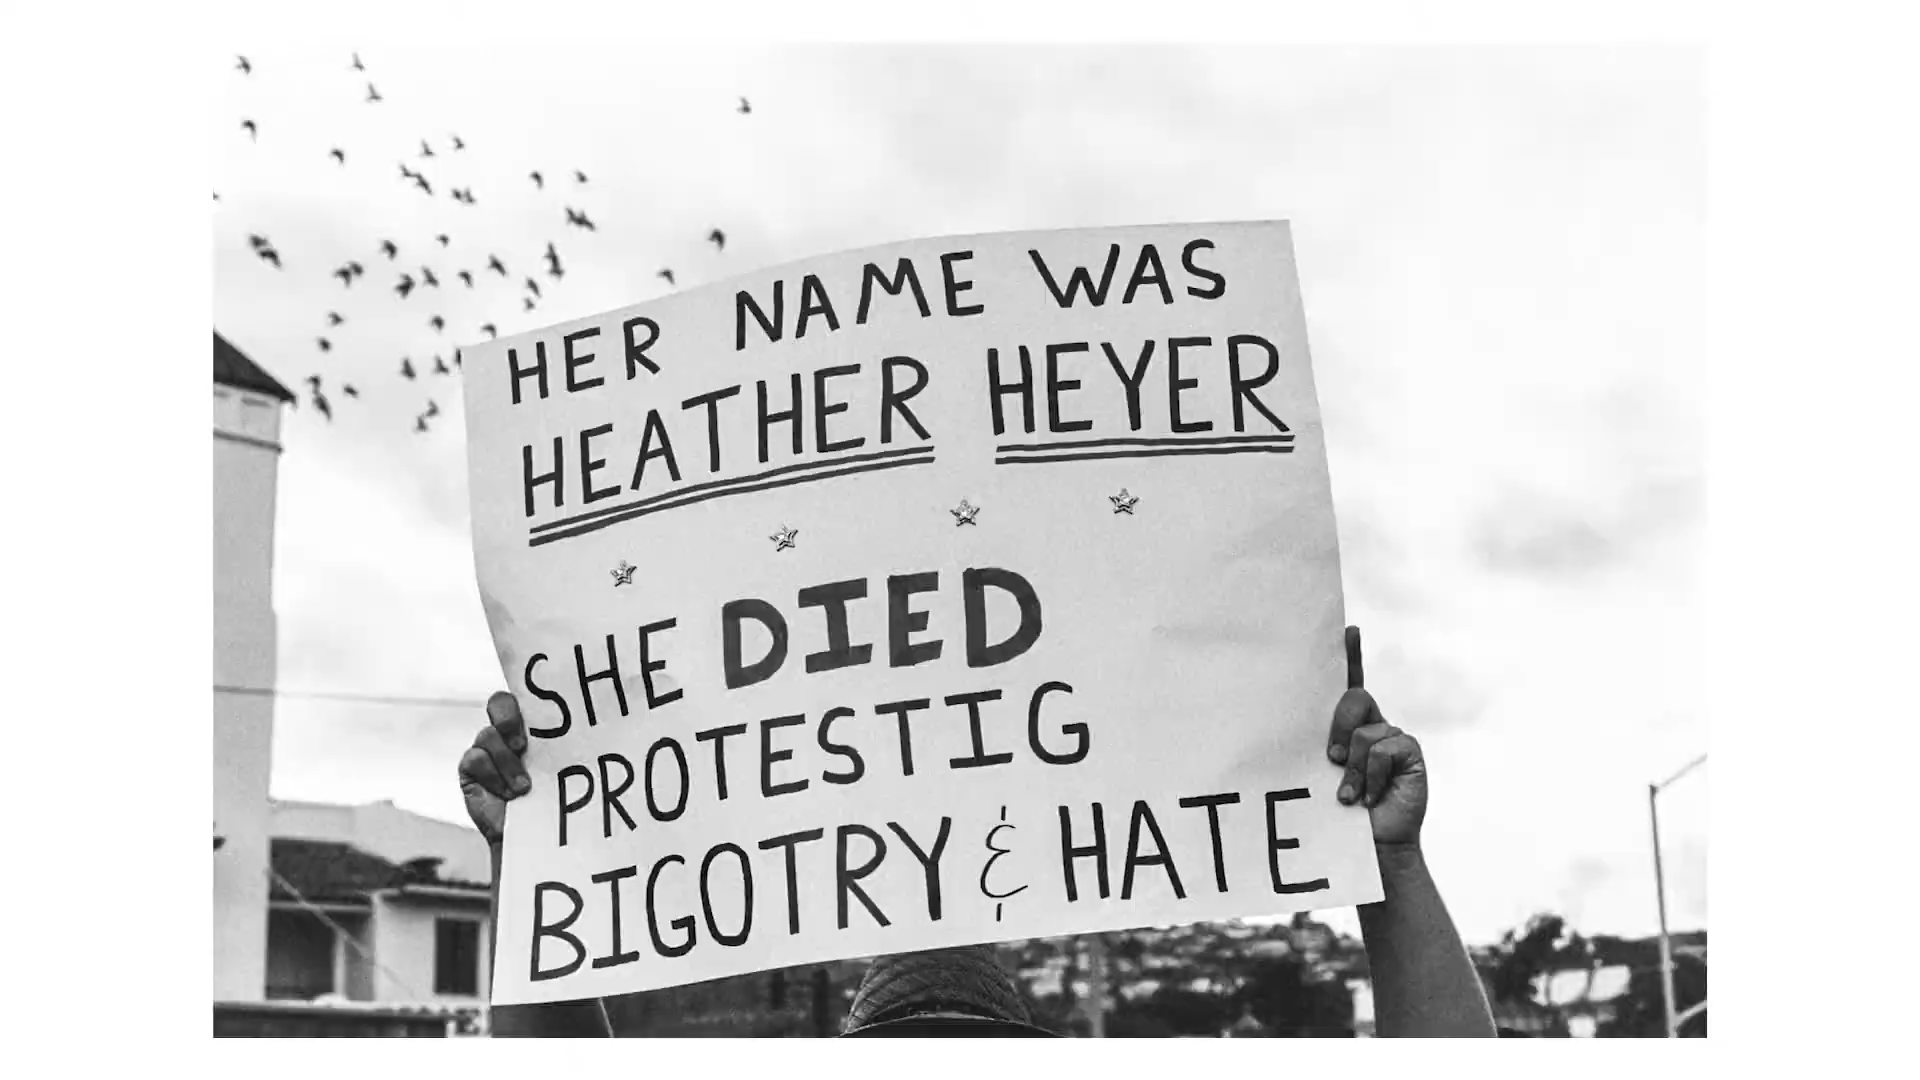 HER NAME WAS
HEATHER HEYER
SHE DIED
PROTESTIG
BIGOTRY & HATE